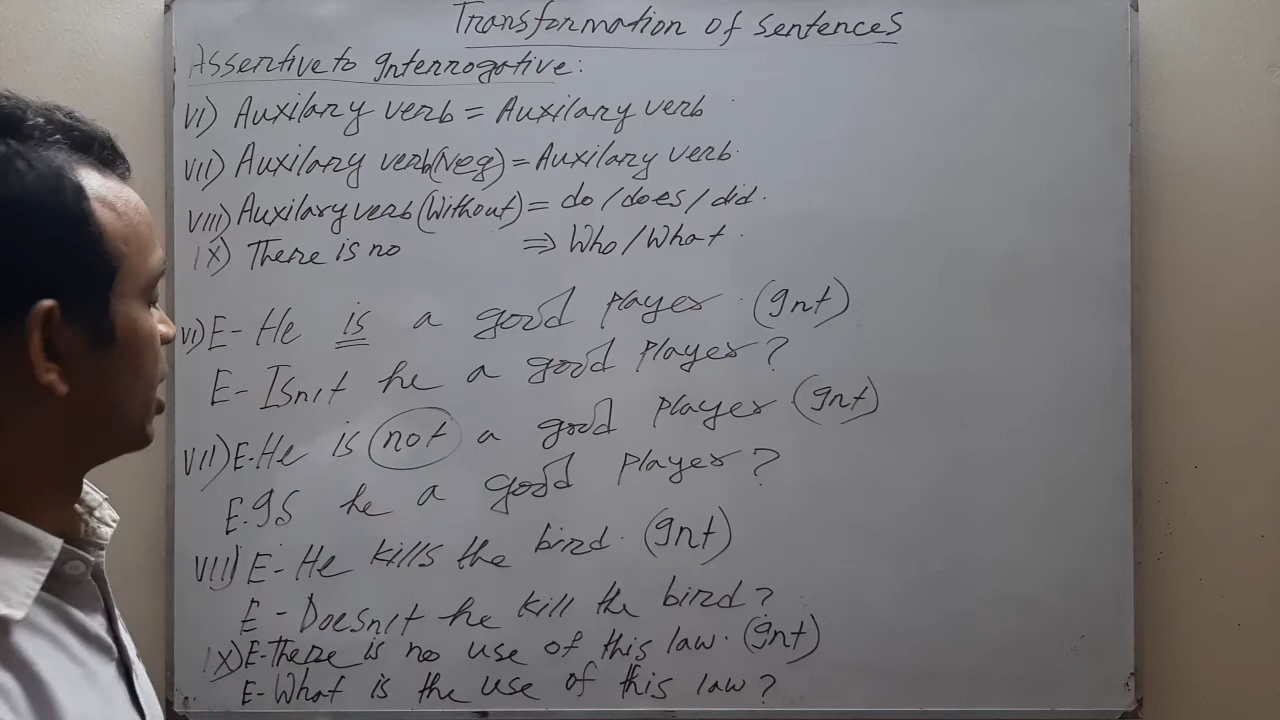 Transformation of sentences
Assertive to Interrogative:
VI) Auxilary verb = Auxilary verb.
VII) Auxilary verb(Neg) = Auxilary verb.
VIII) Auxilary verb (Without) = do/does/did.
IX) There is no => Who/What.
VI) E- He is a good player. (Int)
E- Isn't he a good player?
VII) E- He is not a good player (Int)
E. Is he a good player?
VII) E- He kills the bird. (Int)
E- Doesn't he kill the bird?
IX) E- There is no use of this law. (Int)
E- What is the use of this law?